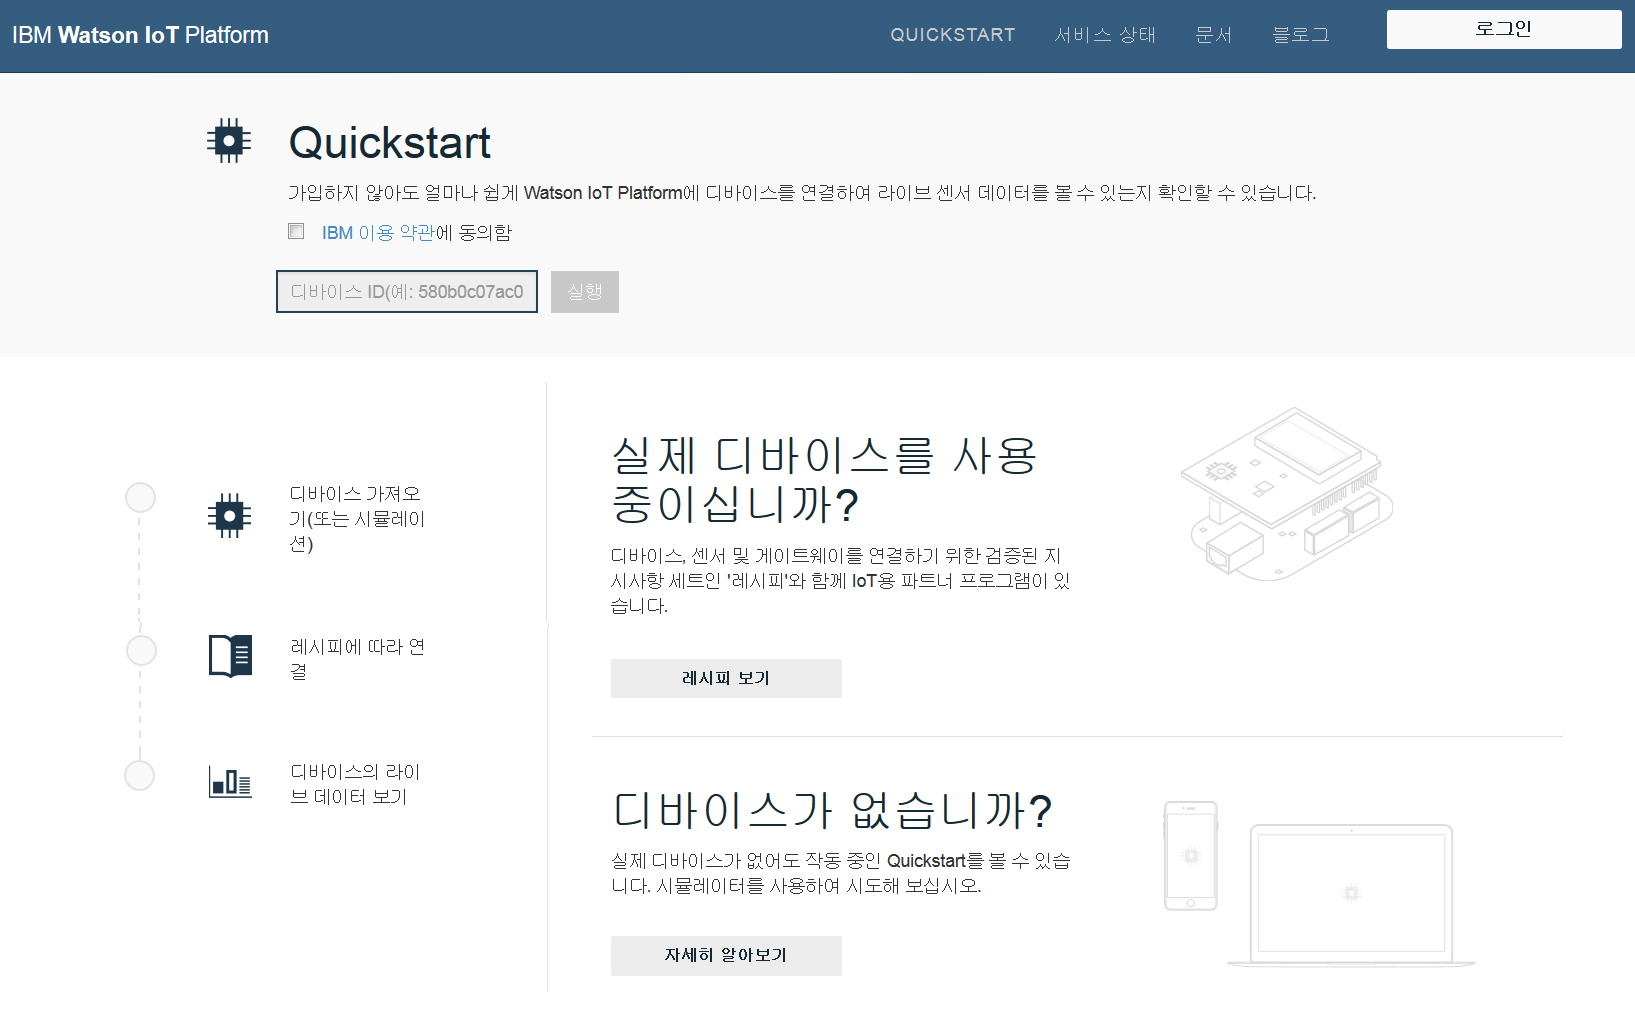 IBM Watson IoT Platform
QUICKSTART 서비스 상태 문서 블로그 로그인
Quickstart
가입하지 않아도 얼마나 쉽게 Watson IoT Platform에 디바이스를 연결하여 라이브 센서 데이터를 볼 수 있는지 확인할 수 있습니다.
IBM 이용 약관에 동의함
디바이스 ID(예: 580b0c07ac0 실행
디바이스 가져오
기(또는 시뮬레이
션)
레시피에 따라 연
결
디바이스의 라이
브 데이터 보기
실제 디바이스를 사용
중이십니까?
디바이스, 센서 및 게이트웨이를 연결하기 위한 검증된 지
시사항 세트인 '레시피'와 함께 IoT용 파트너 프로그램이 있
습니다.
레시피 보기
디바이스가 없습니까?
실제 디바이스가 없어도 작동 중인 Quickstart를 볼 수 있습
니다. 시뮬레이터를 사용하여 시도해 보십시오.
자세히 알아보기